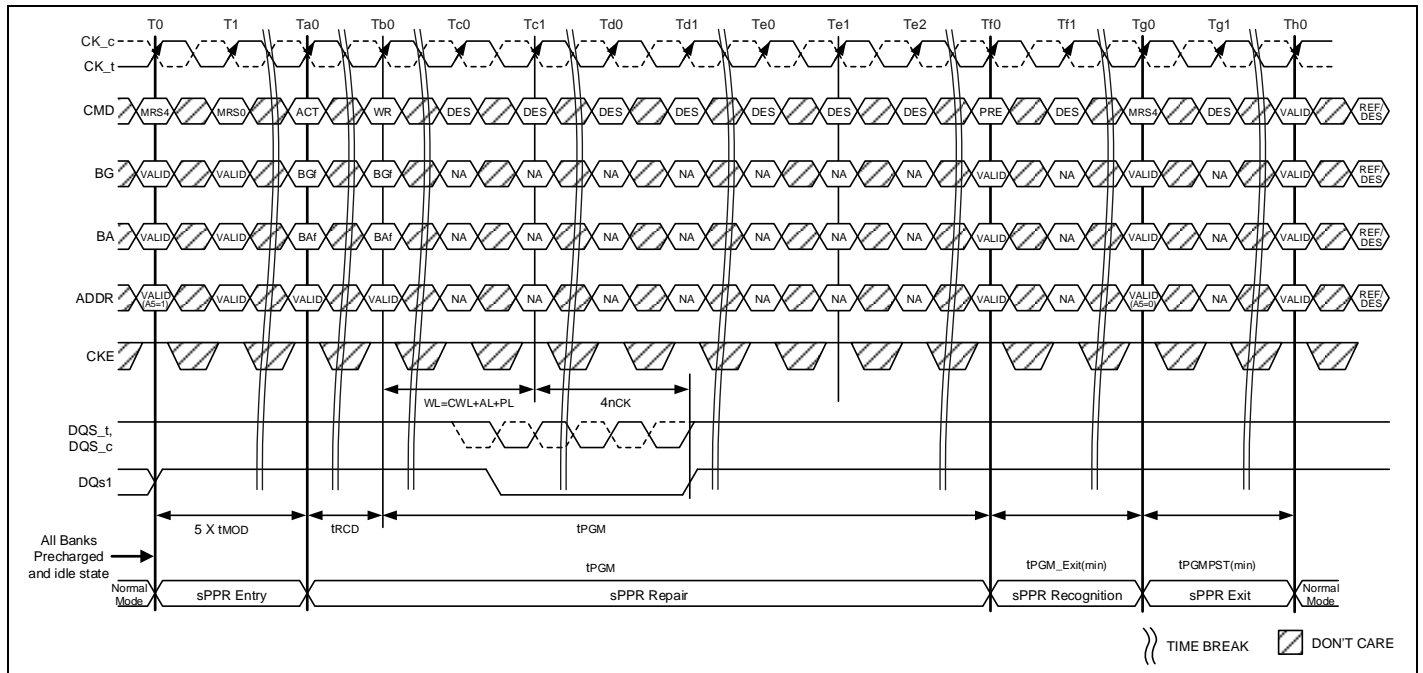 T0 T1 Ta0 Tb0 Tc0 Tc1 Td0 Td1 Te0 Te1 Te2 Tf0 Tf1 Tg0 Tg1 Th0
CK_c
CK_t
CMD MRS4 MRS0 ACT WR DES DES DES DES DES DES DES PRE DES MRS4 DES VALID REF/
DES
BG VALID VALID BGf BGf NA NA NA NA NA NA NA VALID NA VALID NA VALID REF/
DES
BA VALID VALID BAf BAf NA NA NA NA NA NA NA VALID NA VALID NA VALID REF/
DES
ADDR VALID VALID VALID VALID NA NA NA NA NA NA NA VALID NA VALID NA VALID REF/
(A5=1) (A5=0) DES
CKE
WL=CWL+AL+PL 4nCK
DQS_t,
DQS_c
DQs1
5 X tMOD tRCD tPGM
All Banks
Precharged
and idle state
tPGM tPGM_Exit(min) tPGMPST(min)
Normal
Mode sPPR Entry sPPR Repair sPPR Recognition sPPR Exit Normal
Mode
TIME BREAK DON'T CARE